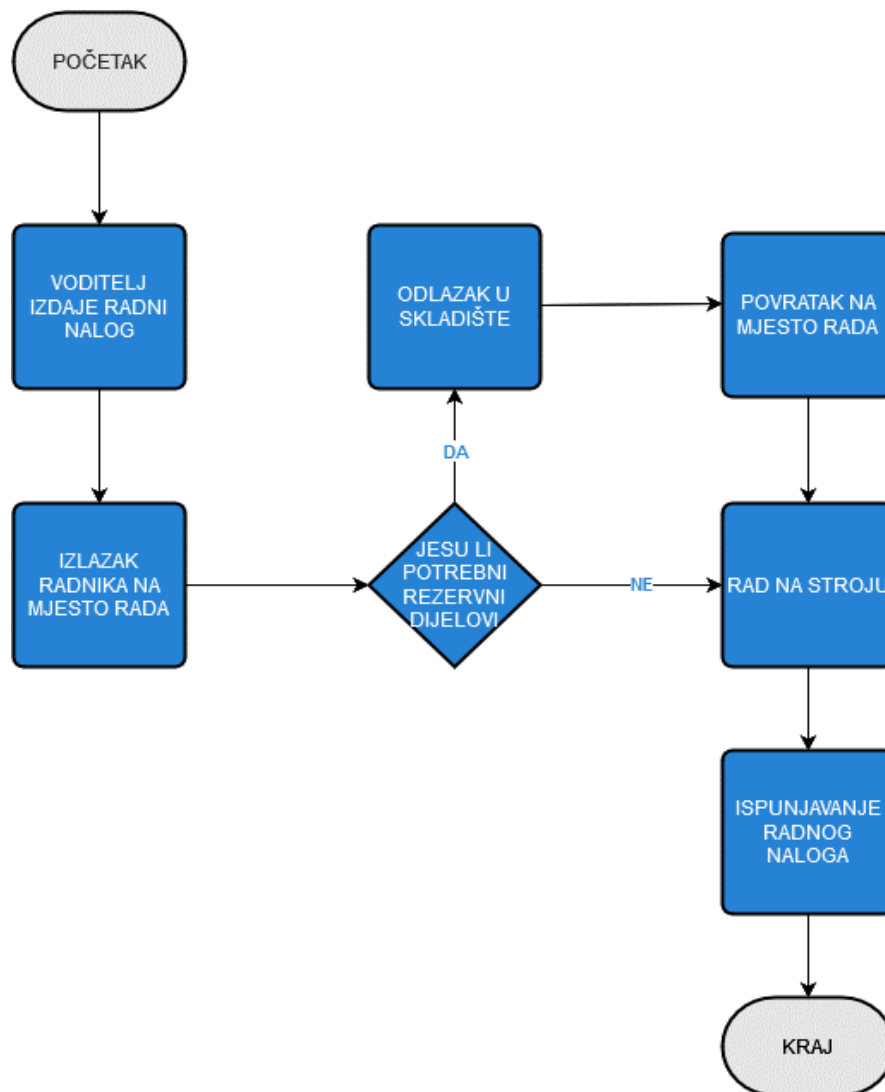 POČETAK
VODITELJ
IZDAJE RADNI
NALOG
IZLAZAK
RADNIKA NA
MJESTO RADA
JESU LI
POTREBNI
REZERVNI
DIJELOVI
DA
ODLAZAK U
SKLADIŠTE
POVRATAK NA
MJESTO RADA
NE
RAD NA STROJU
ISPUNJAVANJE
RADNOG
NALOGA
KRAJ